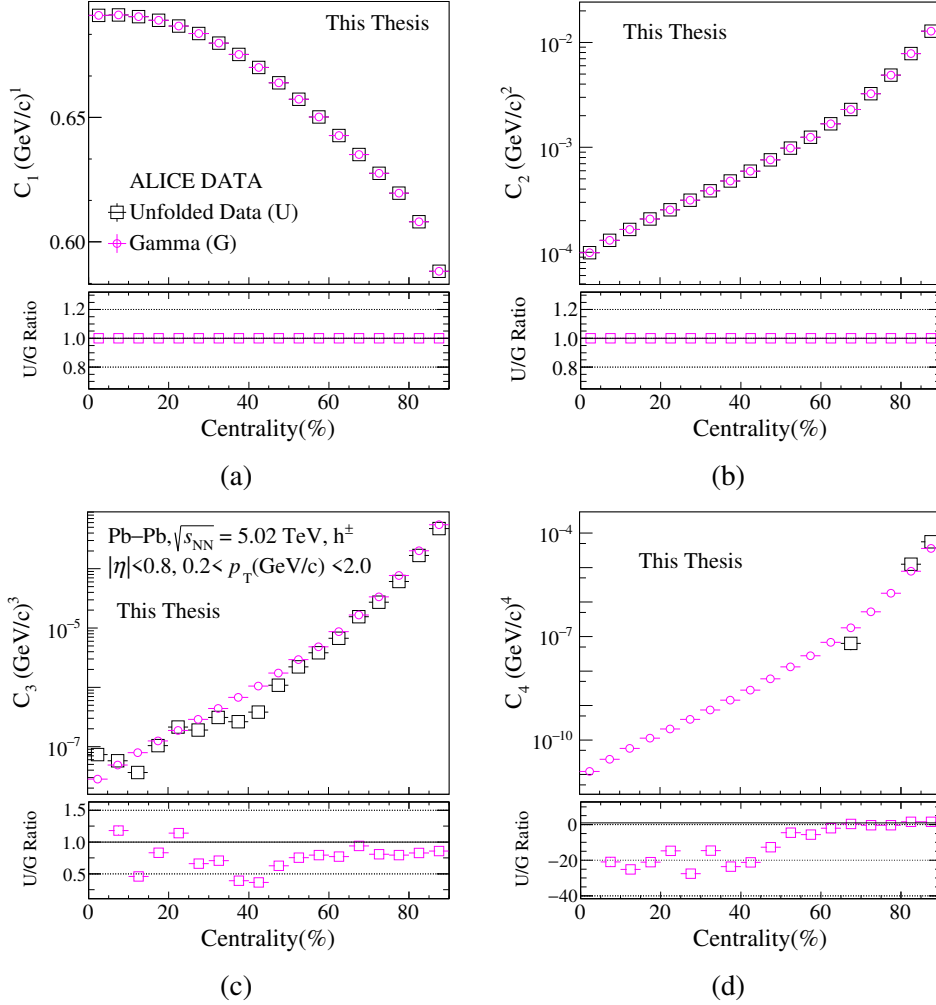 This Thesis
C₁ (GeV/c)¹
0.65
0.60
ALICE DATA
Unfolded Data (U)
Gamma (G)
U/G Ratio
1.2
1.0
0.8
0 20 40 60 80
Centrality(%)
(a)
This Thesis
C₂ (GeV/c)²
10⁻²
10⁻³
10⁻⁴
U/G Ratio
1.2
1.0
0.8
0 20 40 60 80
Centrality(%)
(b)
Pb–Pb, √sNN = 5.02 TeV, h±
|η|<0.8, 0.2< pT(GeV/c) <2.0
This Thesis
C₃ (GeV/c)³
10⁻⁵
10⁻⁷
U/G Ratio
1.5
1.0
0.5
0 20 40 60 80
Centrality(%)
(c)
This Thesis
C₄ (GeV/c)⁴
10⁻⁴
10⁻⁷
10⁻¹⁰
U/G Ratio
0
−20
−40
0 20 40 60 80
Centrality(%)
(d)